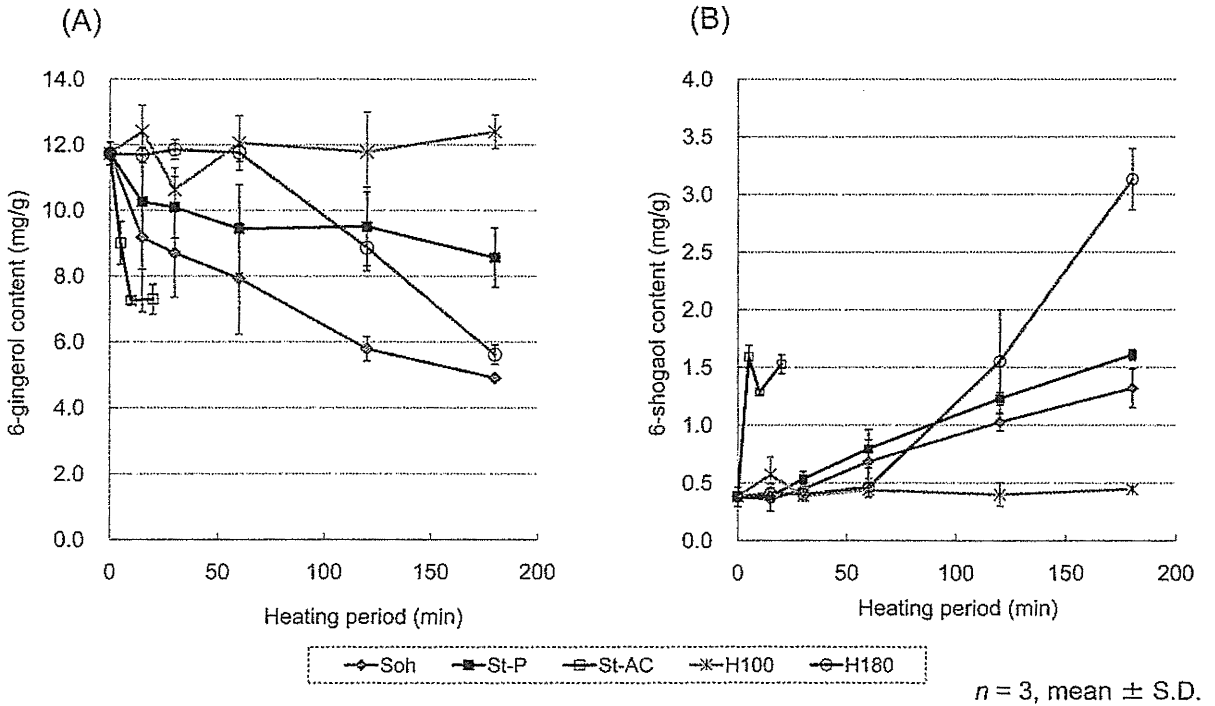 (A)
14.0
12.0
10.0
8.0
6.0
4.0
2.0
0.0
6-gingerol content (mg/g)
0 50 100 150 200
Heating period (min)
(B)
4.0
3.5
3.0
2.5
2.0
1.5
1.0
0.5
0.0
6-shogaol content (mg/g)
0 50 100 150 200
Heating period (min)
Soh St-P St-AC H100 H180
n = 3, mean ± S.D.